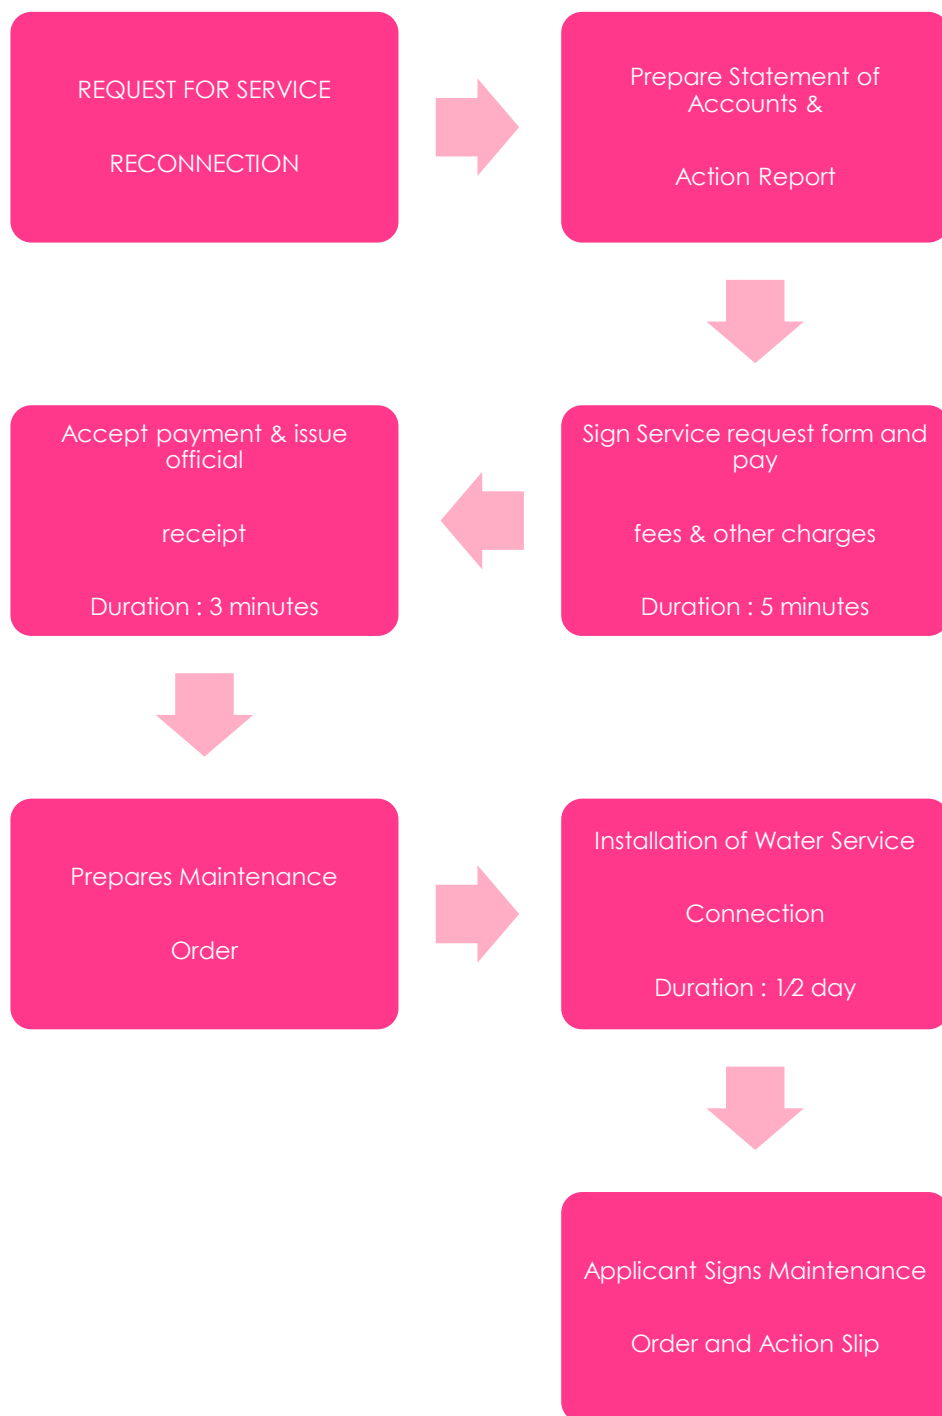 REQUEST FOR SERVICE
RECONNECTION
Prepare Statement of
Accounts &
Action Report
Sign Service request form and
pay
fees & other charges
Duration : 5 minutes
Accept payment & issue
official
receipt
Duration : 3 minutes
Prepares Maintenance
Order
Installation of Water Service
Connection
Duration : 1⁄2 day
Applicant Signs Maintenance
Order and Action Slip